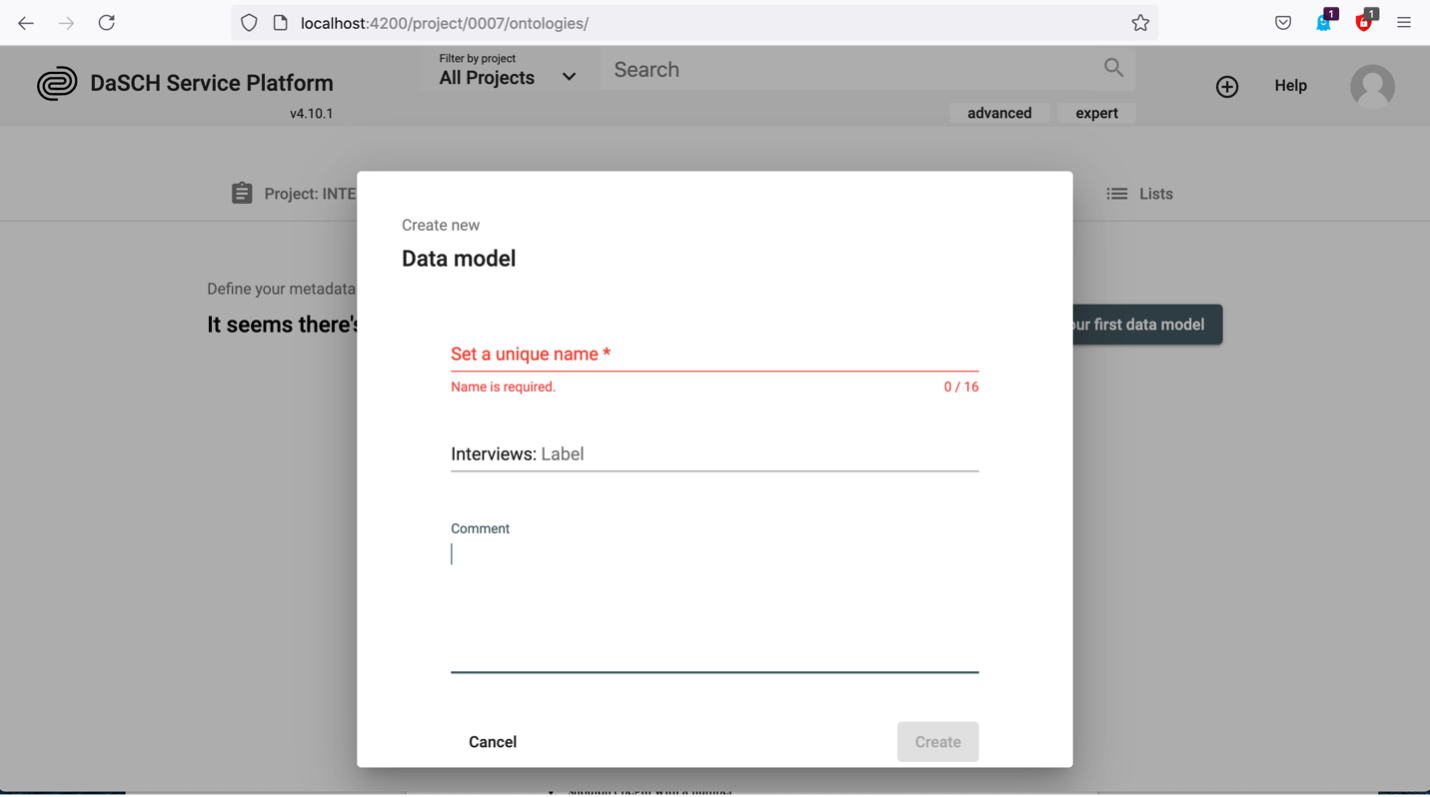 localhost:4200/project/0007/ontologies/
1
1
Filter by project
All Projects
Search
DaSCH Service Platform
v4.10.1
advanced
expert
Help
Project: INTE
Lists
Create new
Data model
Define your metadata
It seems there's
ur first data model
Set a unique name *
Name is required.
0 / 16
Interviews: Label
Comment
Cancel
Create